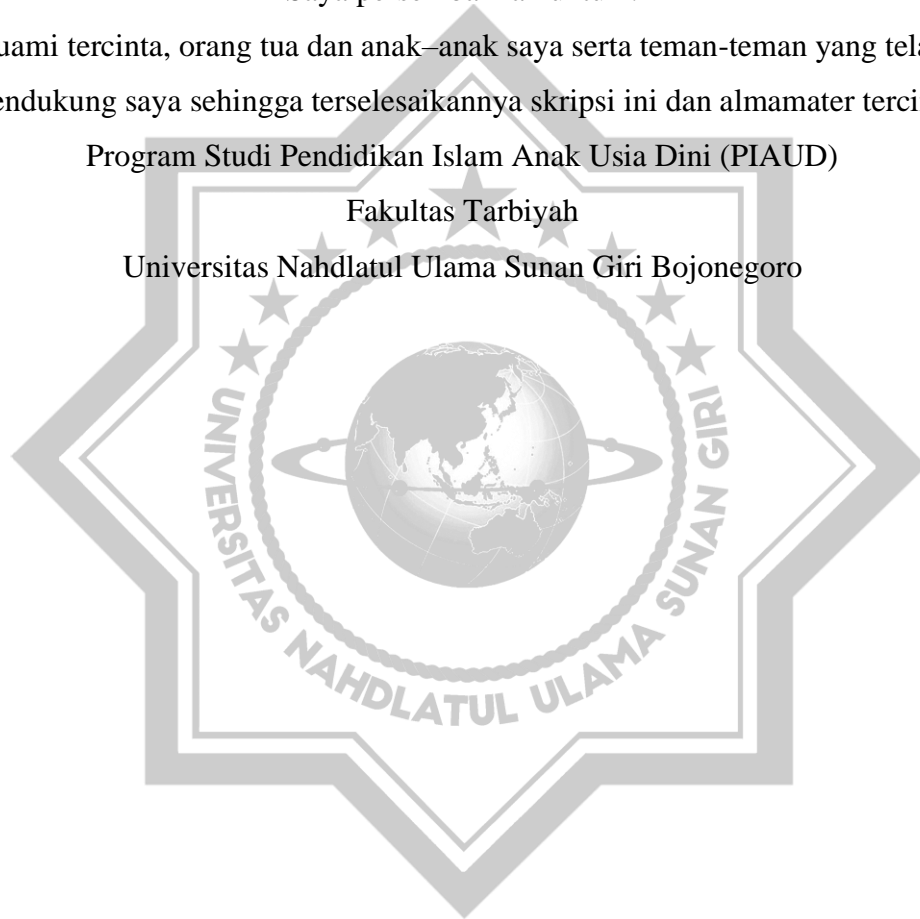 uami tercinta, orang tua dan anak–anak saya serta teman-teman yang tela
endukung saya sehingga terselesaikannya skripsi ini dan almamater terci
Program Studi Pendidikan Islam Anak Usia Dini (PIAUD)
Fakultas Tarbiyah
Universitas Nahdlatul Ulama Sunan Giri Bojonegoro
UNIVERSITAS NAHDLATUL ULAMA SUNAN GIRI